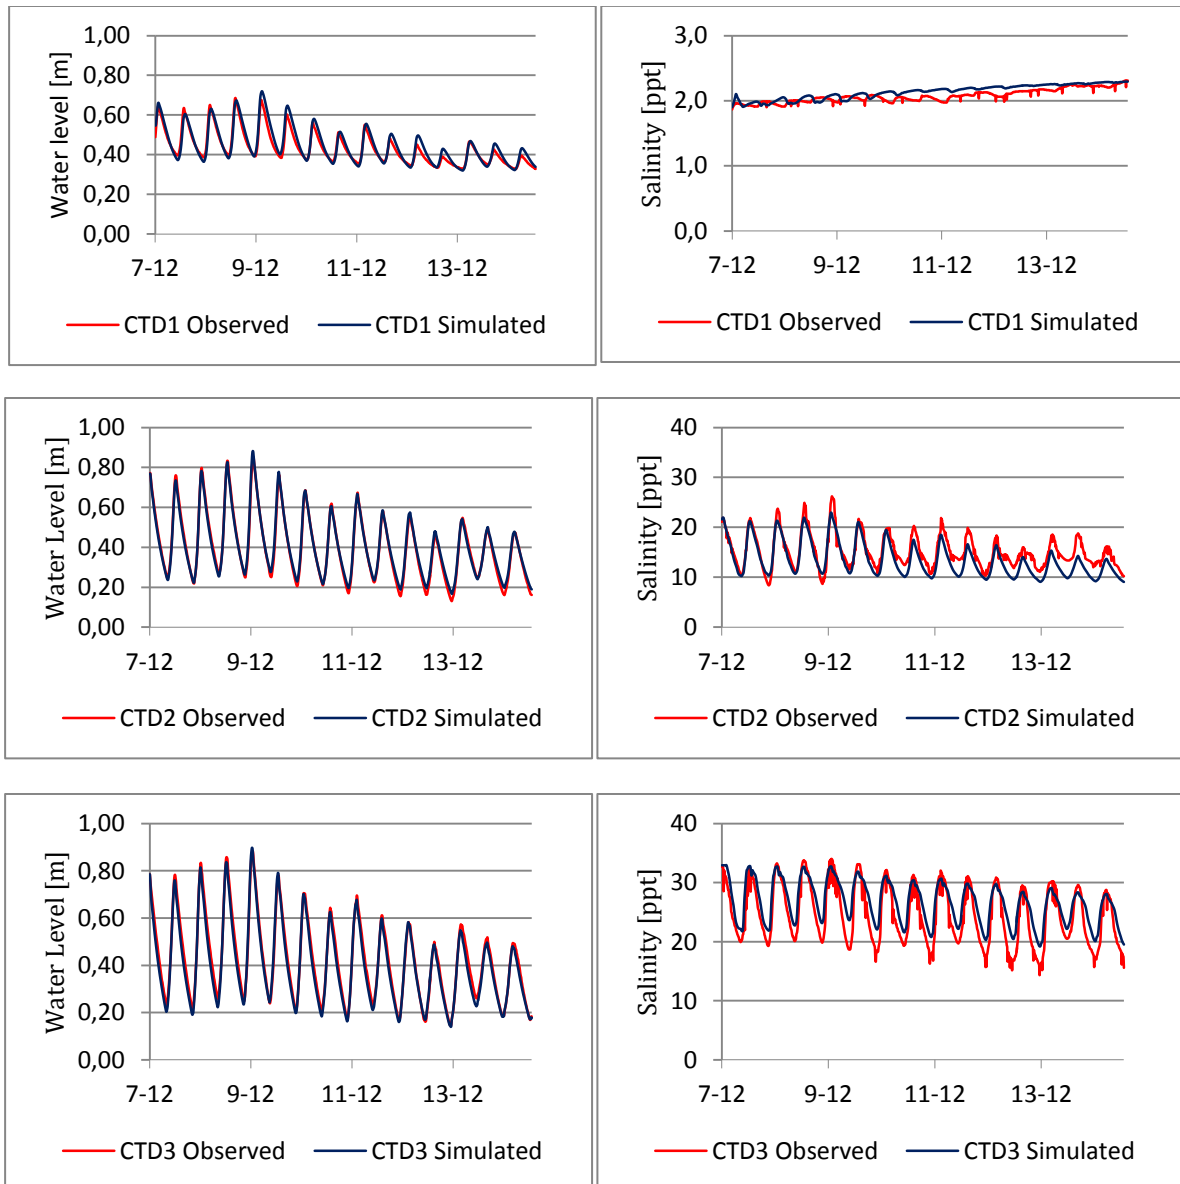 Water level [m]
1,00
0,80
0,60
0,40
0,20
0,00
7-12 9-12 11-12 13-12
CTD1 Observed CTD1 Simulated
Salinity [ppt]
3,0
2,0
1,0
0,0
7-12 9-12 11-12 13-12
CTD1 Observed CTD1 Simulated
Water Level [m]
1,00
0,80
0,60
0,40
0,20
0,00
7-12 9-12 11-12 13-12
CTD2 Observed CTD2 Simulated
Salinity [ppt]
40
30
20
10
0
7-12 9-12 11-12 13-12
CTD2 Observed CTD2 Simulated
Water Level [m]
1,00
0,80
0,60
0,40
0,20
0,00
7-12 9-12 11-12 13-12
CTD3 Observed CTD3 Simulated
Salinity [ppt]
40
30
20
10
0
7-12 9-12 11-12 13-12
CTD3 Observed CTD3 Simulated